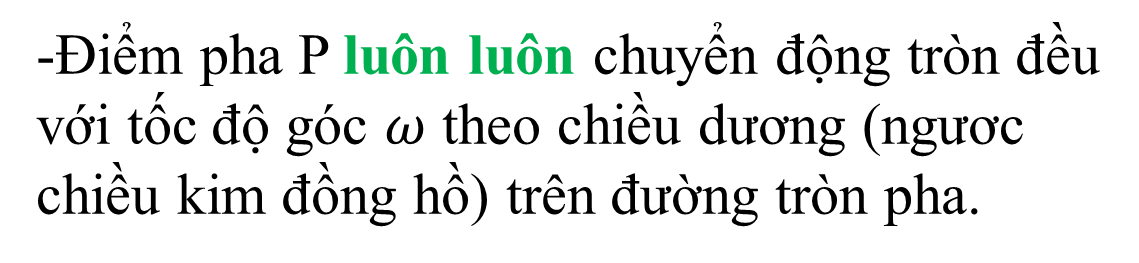 -Điểm pha P luôn luôn chuyển động tròn đều
với tốc độ góc ω theo chiều dương (ngươc
chiều kim đồng hồ) trên đường tròn pha.